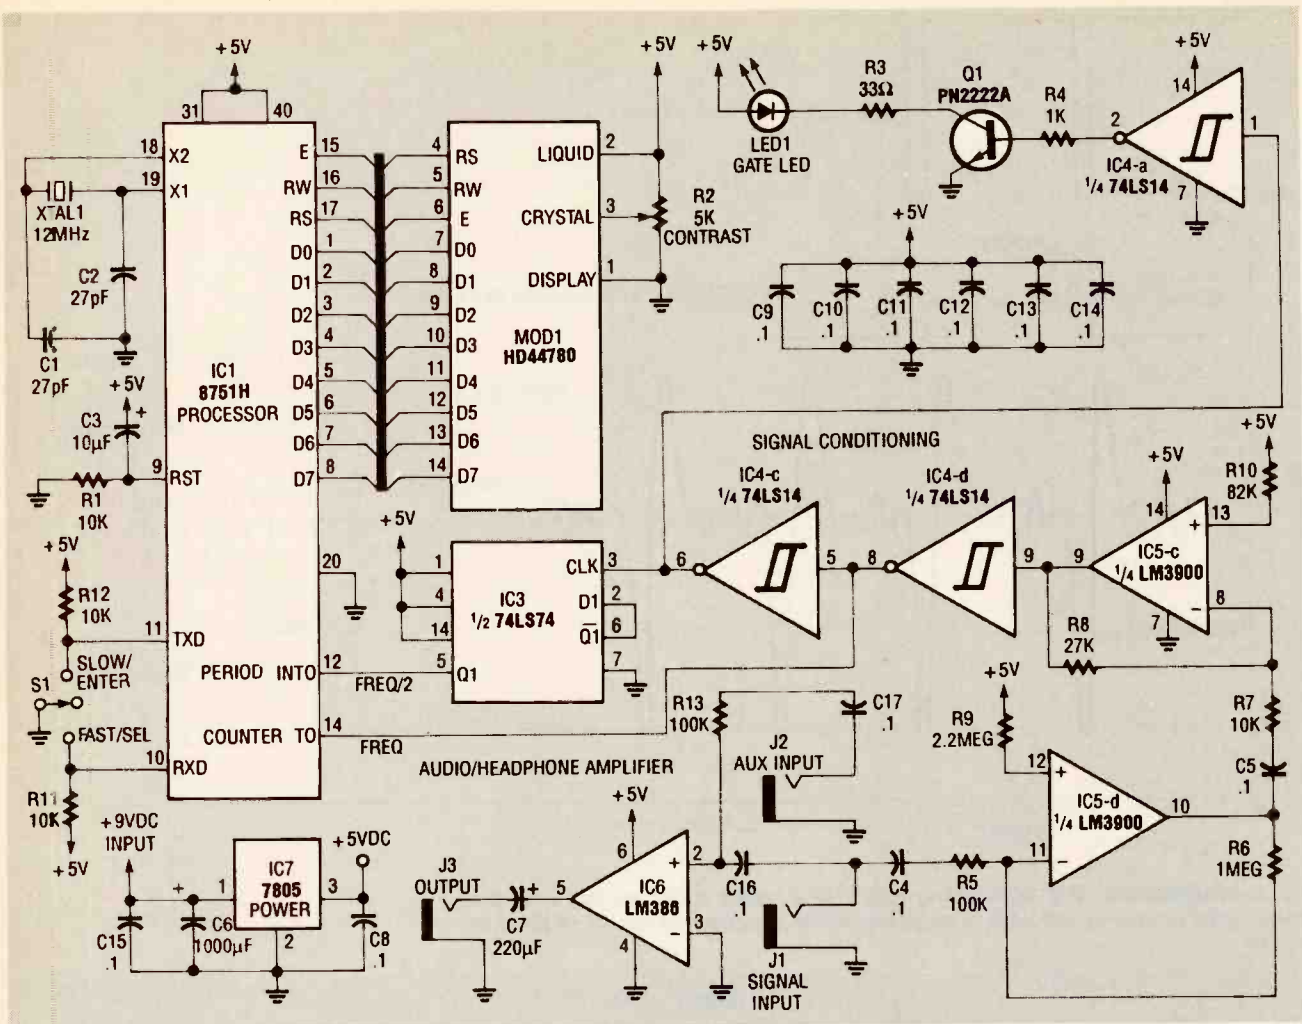 +5V
31
40
18
X2
19
X1
XTAL1
12MHz
C2
27pF
C1
27pF
+5V
+
C3
10µF
9
RST
R1
10K
+5V
R12
10K
11
TXD
SLOW/
ENTER
S1
FAST/SEL
10
RXD
R11
10K
+5V
IC1
8751H
PROCESSOR
E 15
RW 16
RS 17
D0 1
D1 2
D2 3
D3 4
D4 5
D5 6
D6 7
D7 8
20
PERIOD INTO 12
FREQ/2
COUNTER TO 14
FREQ
4 RS
5 RW
6 E
7 D0
8 D1
9 D2
10 D3
11 D4
12 D5
13 D6
14 D7
LIQUID 2
CRYSTAL 3
DISPLAY 1
MOD1
HD44780
+5V
R2
5K
CONTRAST
+5V
LED1
GATE LED
R3
33Ω
Q1
PN2222A
R4
1K
+5V
14
2
1
IC4-a
1/4 74LS14
7
+5V
C9
.1
C10
.1
C11
.1
C12
.1
C13
.1
C14
.1
SIGNAL CONDITIONING
+5V
1
4
14
5 Q1
IC3
1/2 74LS74
CLK 3
D1 2
Q1 6
7
IC4-c
1/4 74LS14
6
5
IC4-d
1/4 74LS14
8
9
+5V
R10
82K
+5V
14
13
+
9
IC5-c
1/4 LM3900
8
−
7
R8
27K
R7
10K
C5
.1
+5V
R9
2.2MEG
12
+
IC5-d
1/4 LM3900
10
11
−
R6
1MEG
R13
100K
C17
.1
J2
AUX INPUT
AUDIO/HEADPHONE AMPLIFIER
+5V
6
2
+
IC6
LM386
5
3
−
4
C16
.1
C4
.1
R5
100K
J1
SIGNAL
INPUT
J3
OUTPUT
+
C7
220µF
+9VDC
INPUT
C15
.1
+
C6
1000µF
1
IC7
7805
POWER
3
2
+5VDC
C8
.1